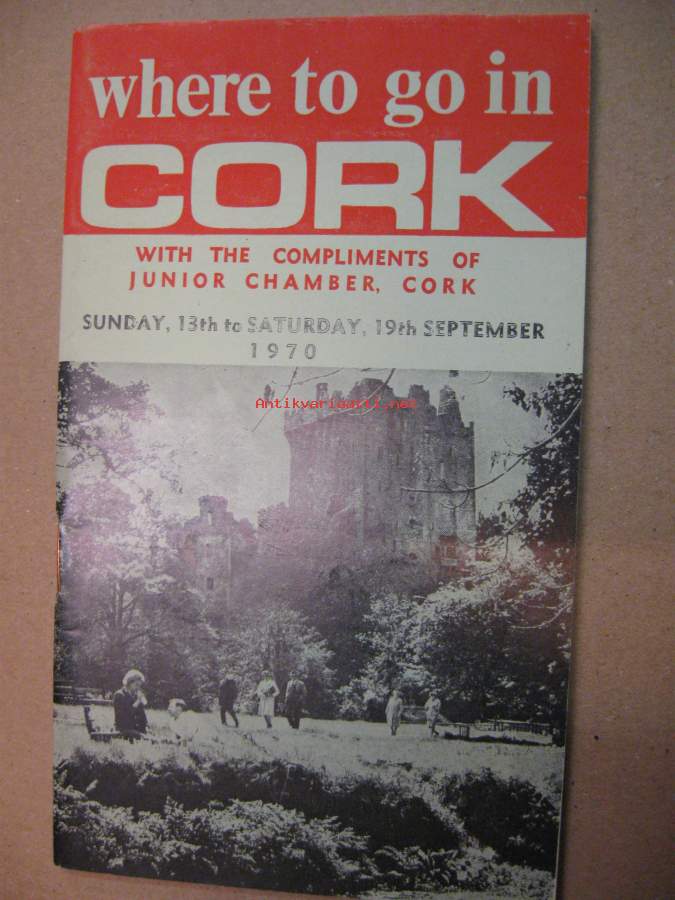 where to go in
CORK
WITH THE COMPLIMENTS OF
JUNIOR CHAMBER, CORK
SUNDAY, 13th to SATURDAY, 19th SEPTEMBER
1970
Antikvariaatti.net